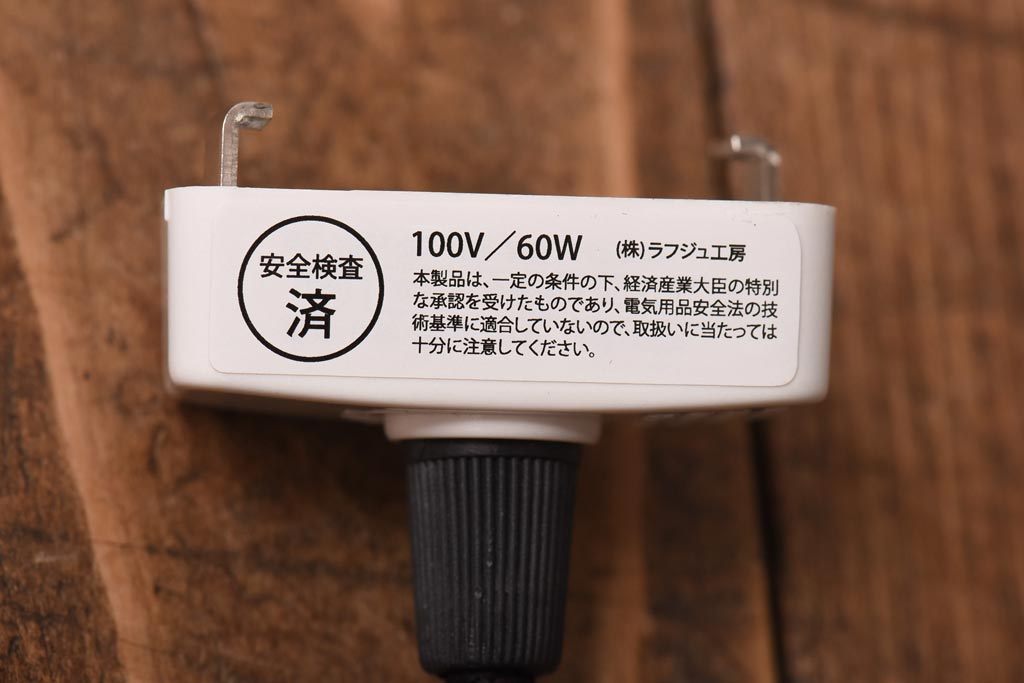 安全検査
済
100V／60W (株)ラフジュ工房
本製品は、一定の条件の下、経済産業大臣の特別
な承認を受けたものであり、電気用品安全法の技
術基準に適合していないので、取扱いに当たっては
十分に注意してください。